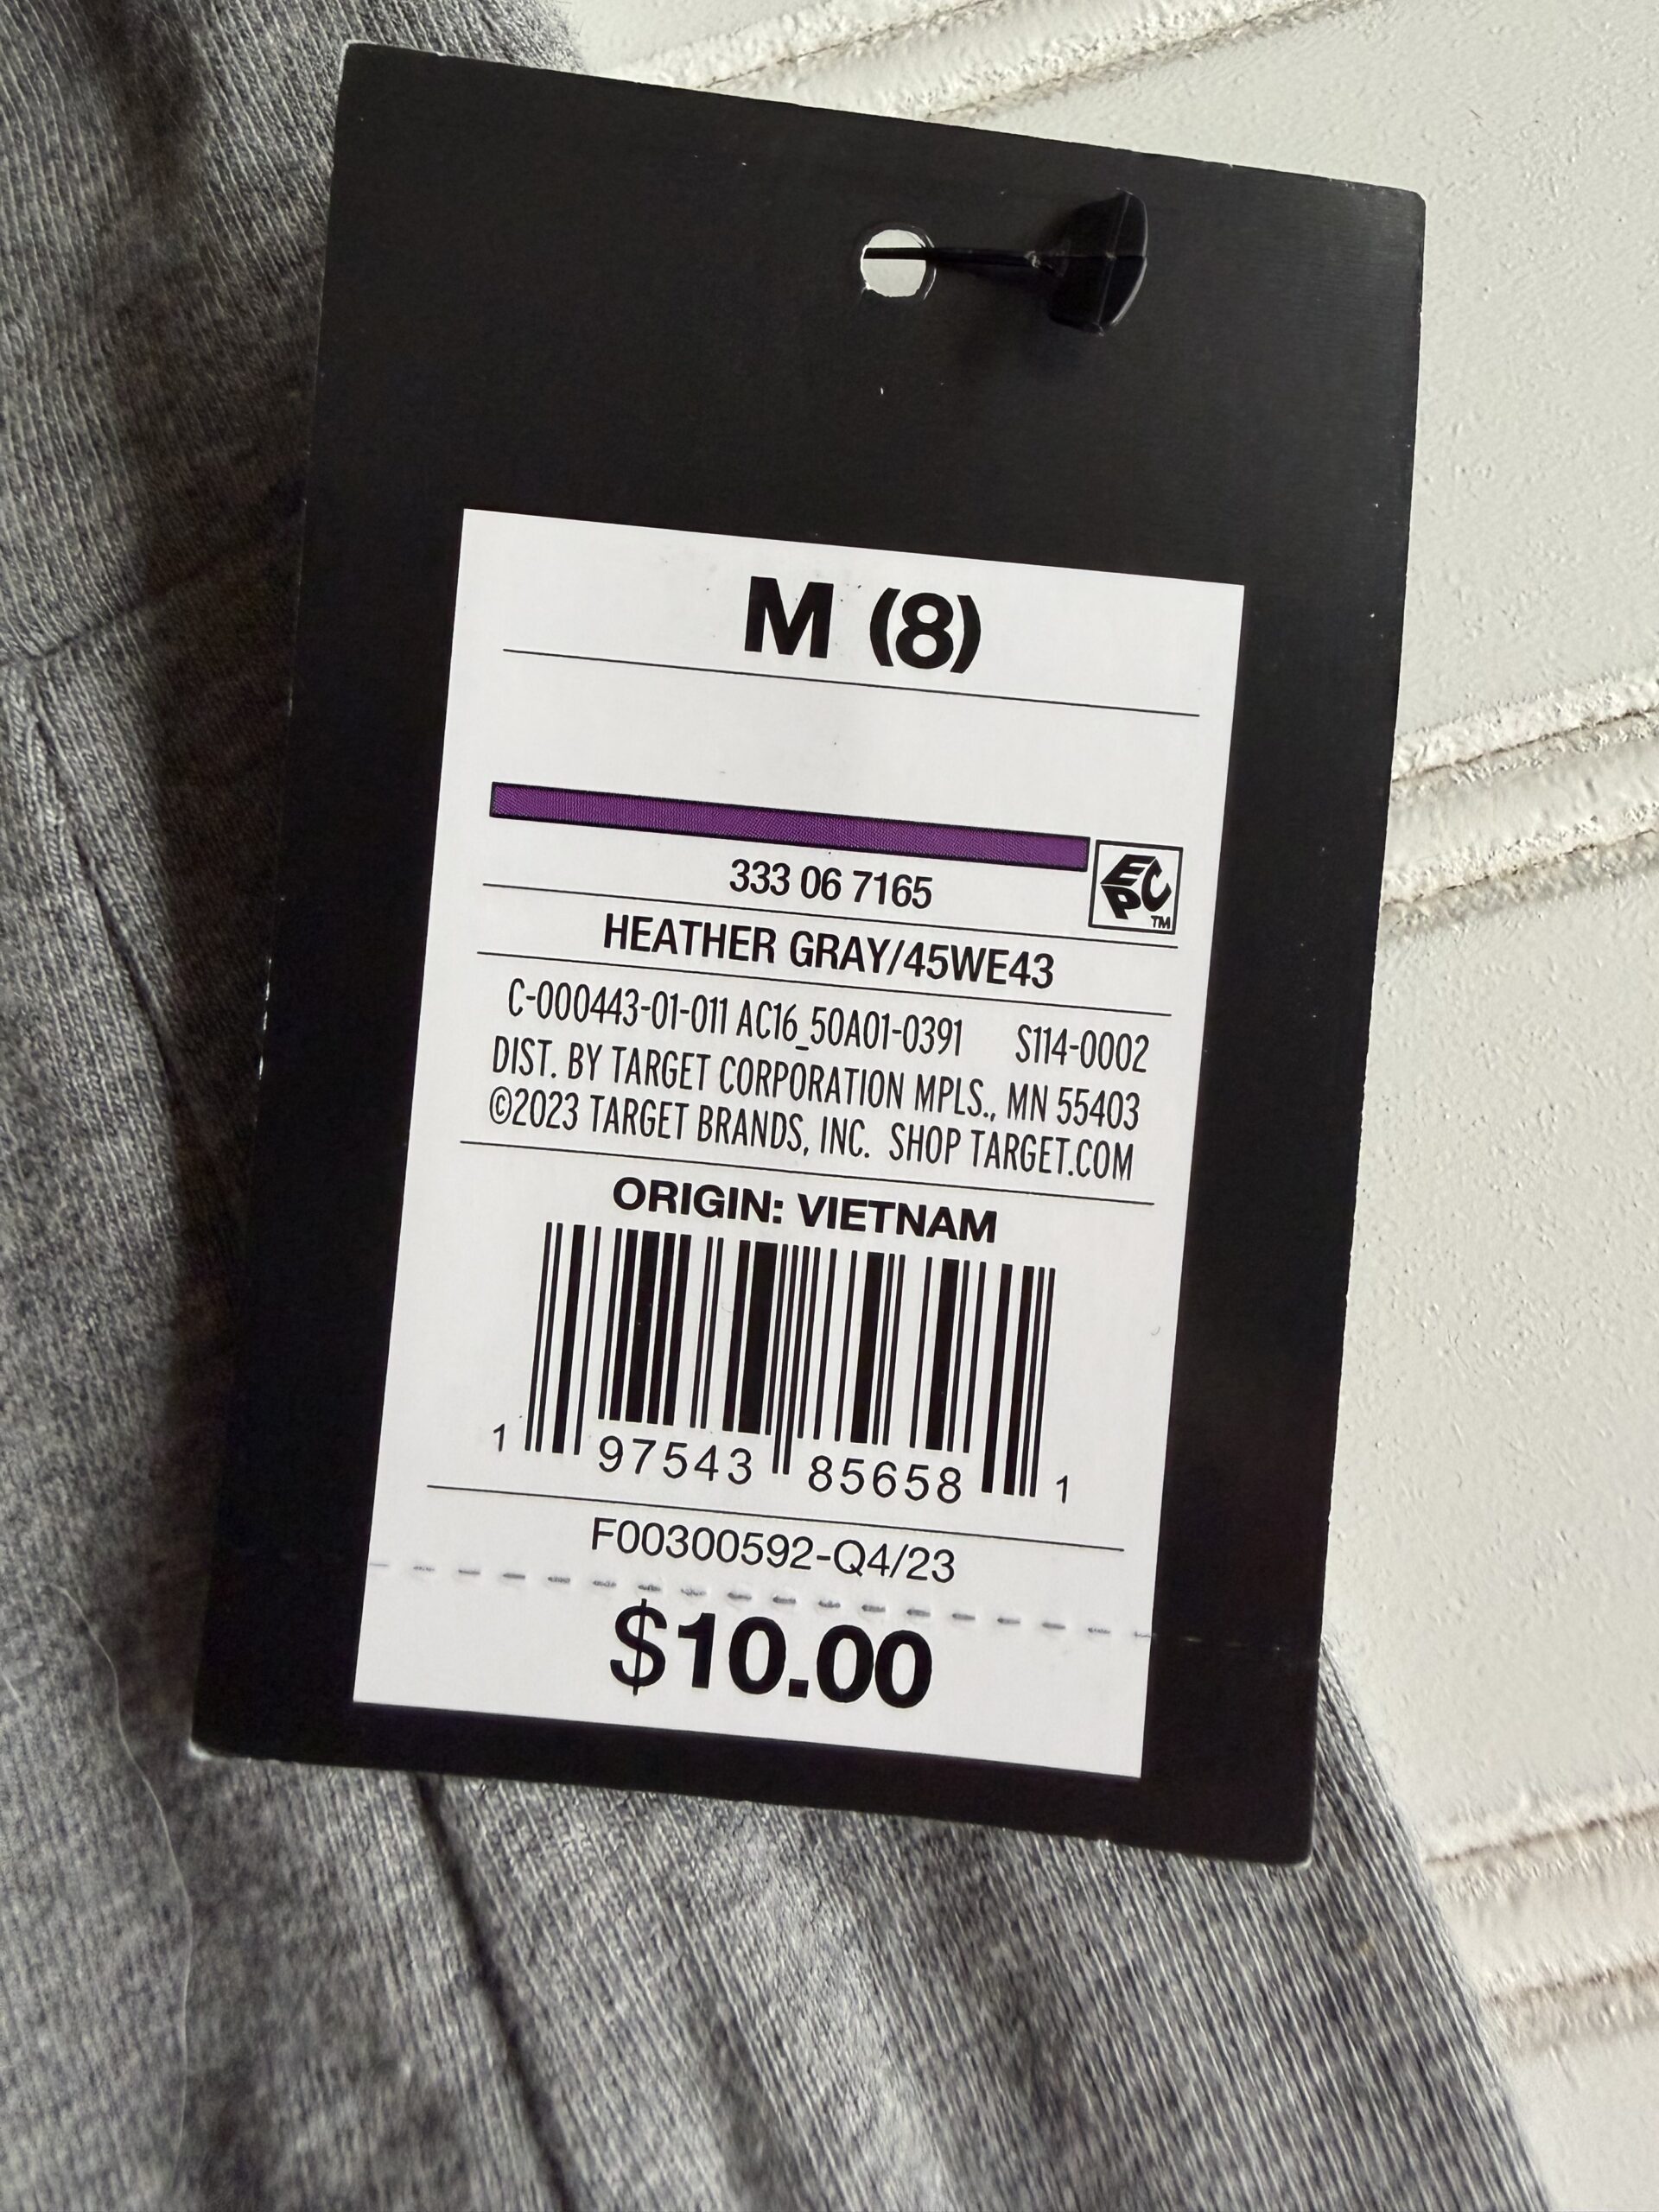 M (8)
333 06 7165
EPC™
HEATHER GRAY/45WE43
C-000443-01-011 AC16_50A01-0391 S114-0002
DIST. BY TARGET CORPORATION MPLS., MN 55403
©2023 TARGET BRANDS, INC. SHOP TARGET.COM
ORIGIN: VIETNAM
1 97543 85658 1
F00300592-Q4/23
$10.00